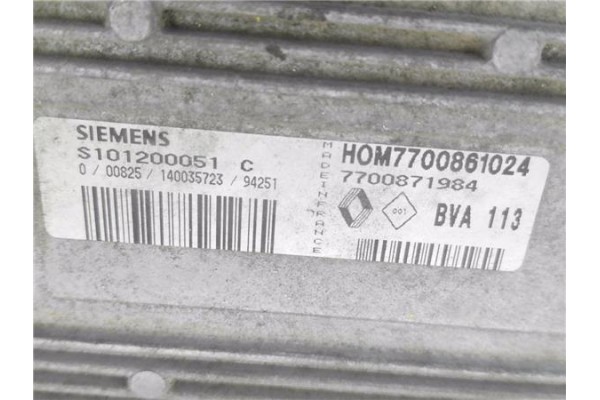 SIEMENS
S101200051 C
0 / 00825 / 140035723 / 94251
MADE IN FRANCE
HOM7700861024
7700871984
001
BVA 113